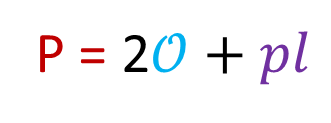 P = 2𝒪 + pl